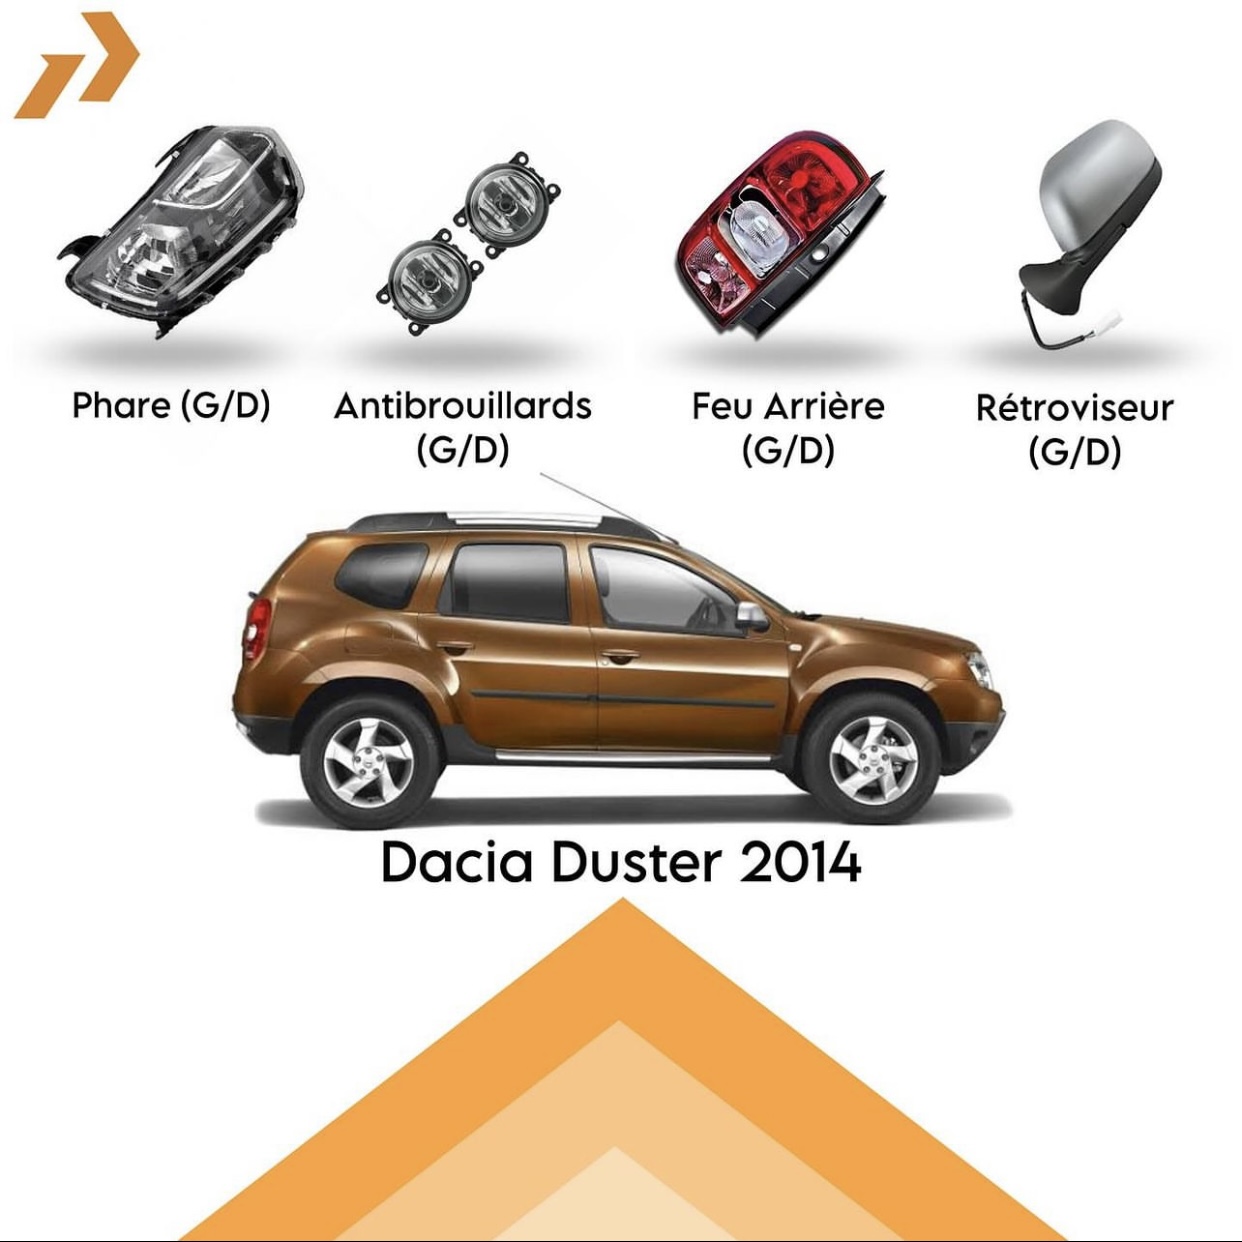 Phare (G/D)
Antibrouillards
(G/D)
Feu Arrière
(G/D)
Rétroviseur
(G/D)
Dacia Duster 2014